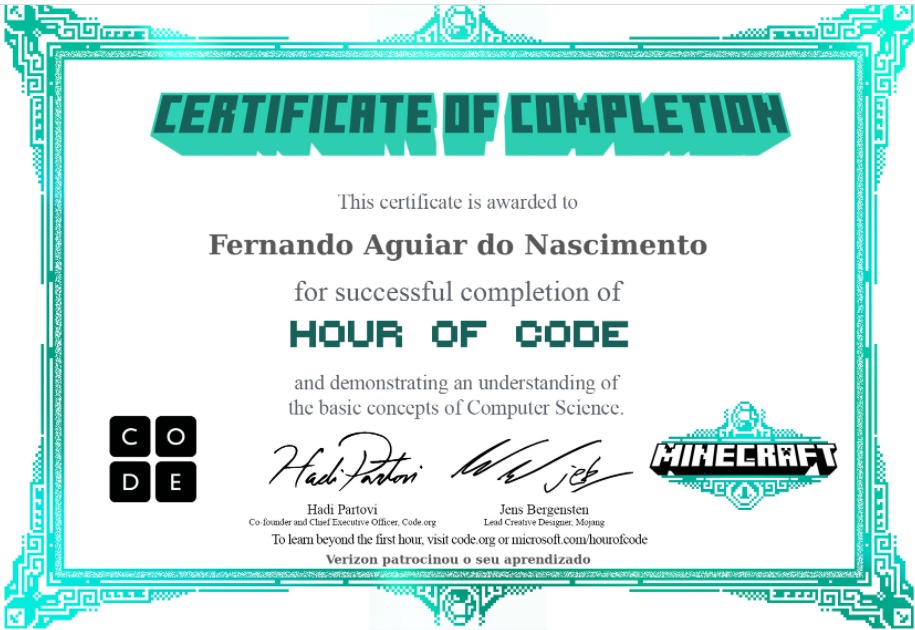 CERTIFICATE OF COMPLETION
This certificate is awarded to
Fernando Aguiar do Nascimento
for successful completion of
HOUR OF CODE
and demonstrating an understanding of
the basic concepts of Computer Science.
C O
D E
Hadi Partovi
jeb
MINECRAFT
Hadi Partovi
Co-founder and Chief Executive Officer, Code.org
Jens Bergensten
Lead Creative Designer, Mojang
To learn beyond the first hour, visit code.org or microsoft.com/hourofcode
Verizon patrocinou o seu aprendizado